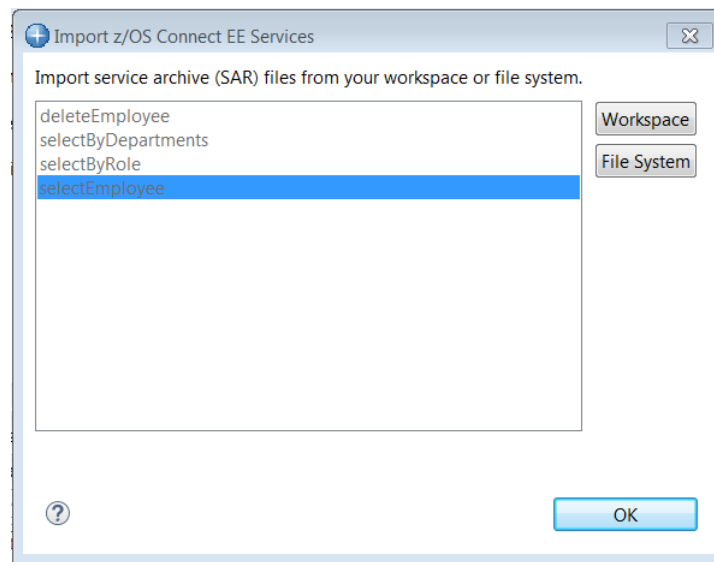 Import z/OS Connect EE Services
Import service archive (SAR) files from your workspace or file system.
deleteEmployee
selectByDepartments
selectByRole
selectEmployee
Workspace
File System
?
OK